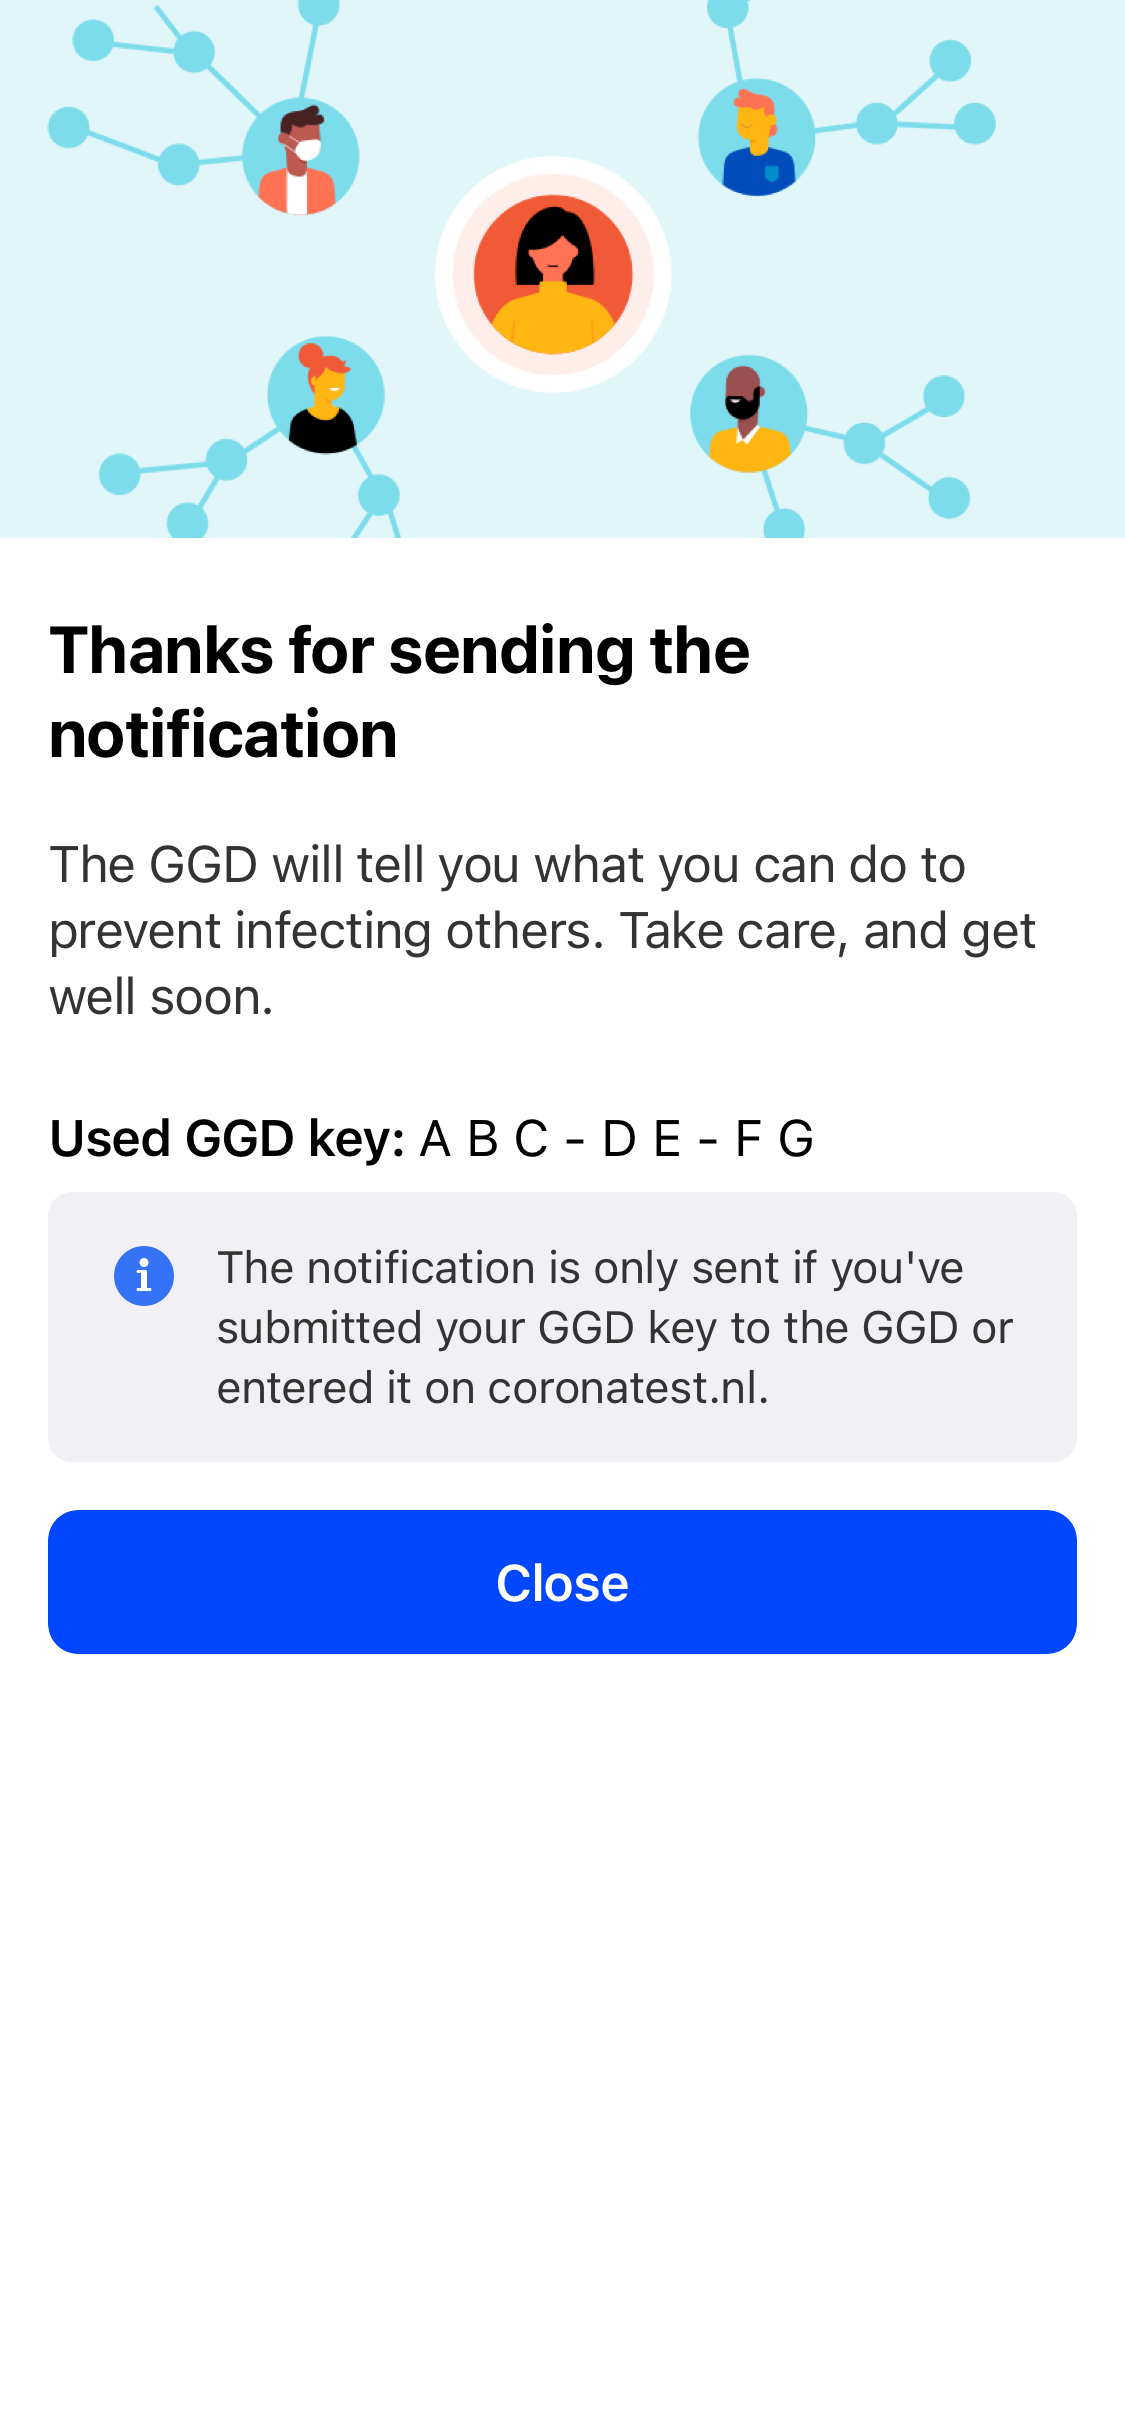 Thanks for sending the
notification
The GGD will tell you what you can do to
prevent infecting others. Take care, and get
well soon.
Used GGD key: A B C - D E - F G
The notification is only sent if you've
submitted your GGD key to the GGD or
entered it on coronatest.nl.
Close